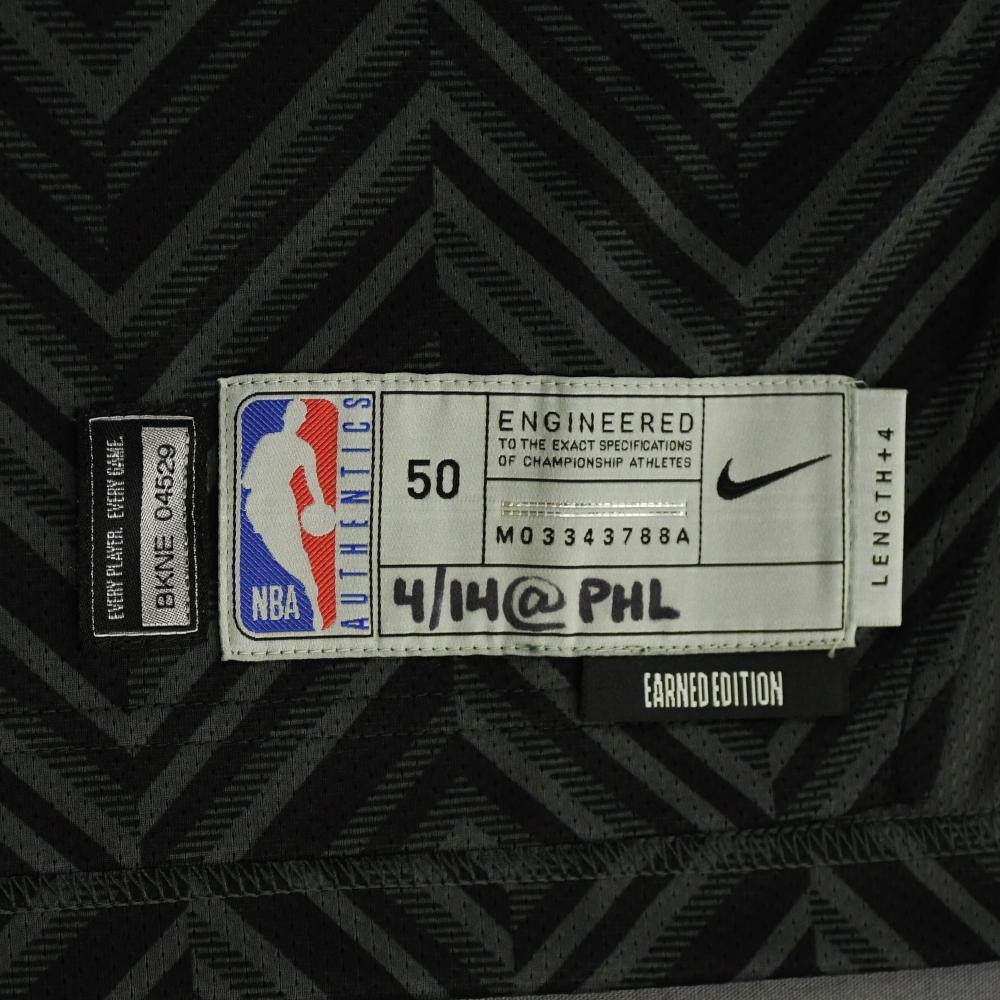 EVERY PLAYER. EVERY GAME.
BKNE 04529
NBA
AUTHENTICS
50
ENGINEERED
TO THE EXACT SPECIFICATIONS
OF CHAMPIONSHIP ATHLETES
M03343788A
4/14@ PHL
LENGTH+4
EARNED EDITION